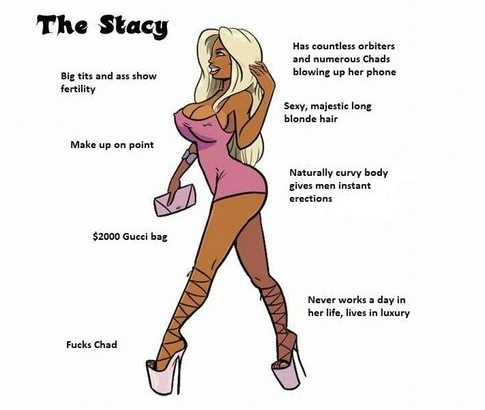 The Stacy
Has countless orbiters
and numerous Chads
blowing up her phone
Big tits and ass show
fertility
Sexy, majestic long
blonde hair
Make up on point
Naturally curvy body
gives men instant
erections
$2000 Gucci bag
Never works a day in
her life, lives in luxury
Fucks Chad